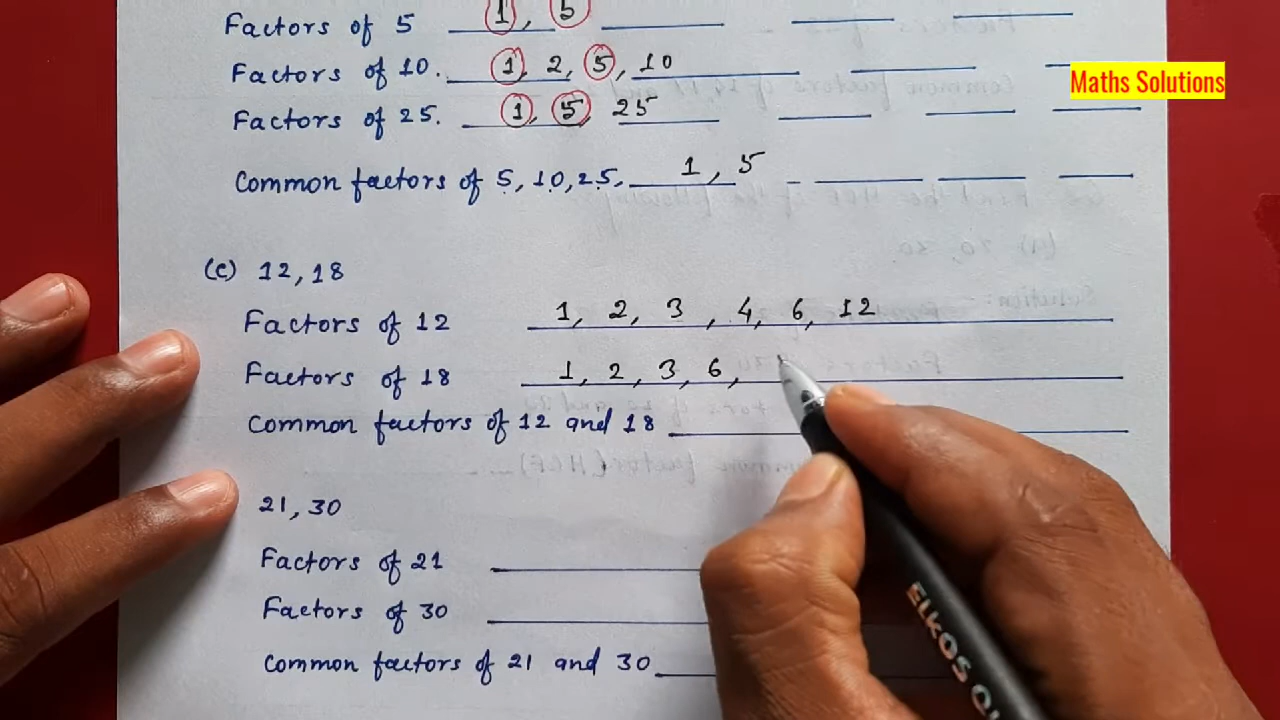 Factors of 5 1, 5
Factors of 10. 1, 2, 5, 10
Maths Solutions
Factors of 25. 1, 5, 25
Common factors of 5, 10, 25. 1, 5
(c) 12, 18
Factors of 12 1, 2, 3, 4, 6, 12
Factors of 18 1, 2, 3, 6,
Common factors of 12 and 18
21, 30
Factors of 21
Factors of 30
Common factors of 21 and 30
ELKOS